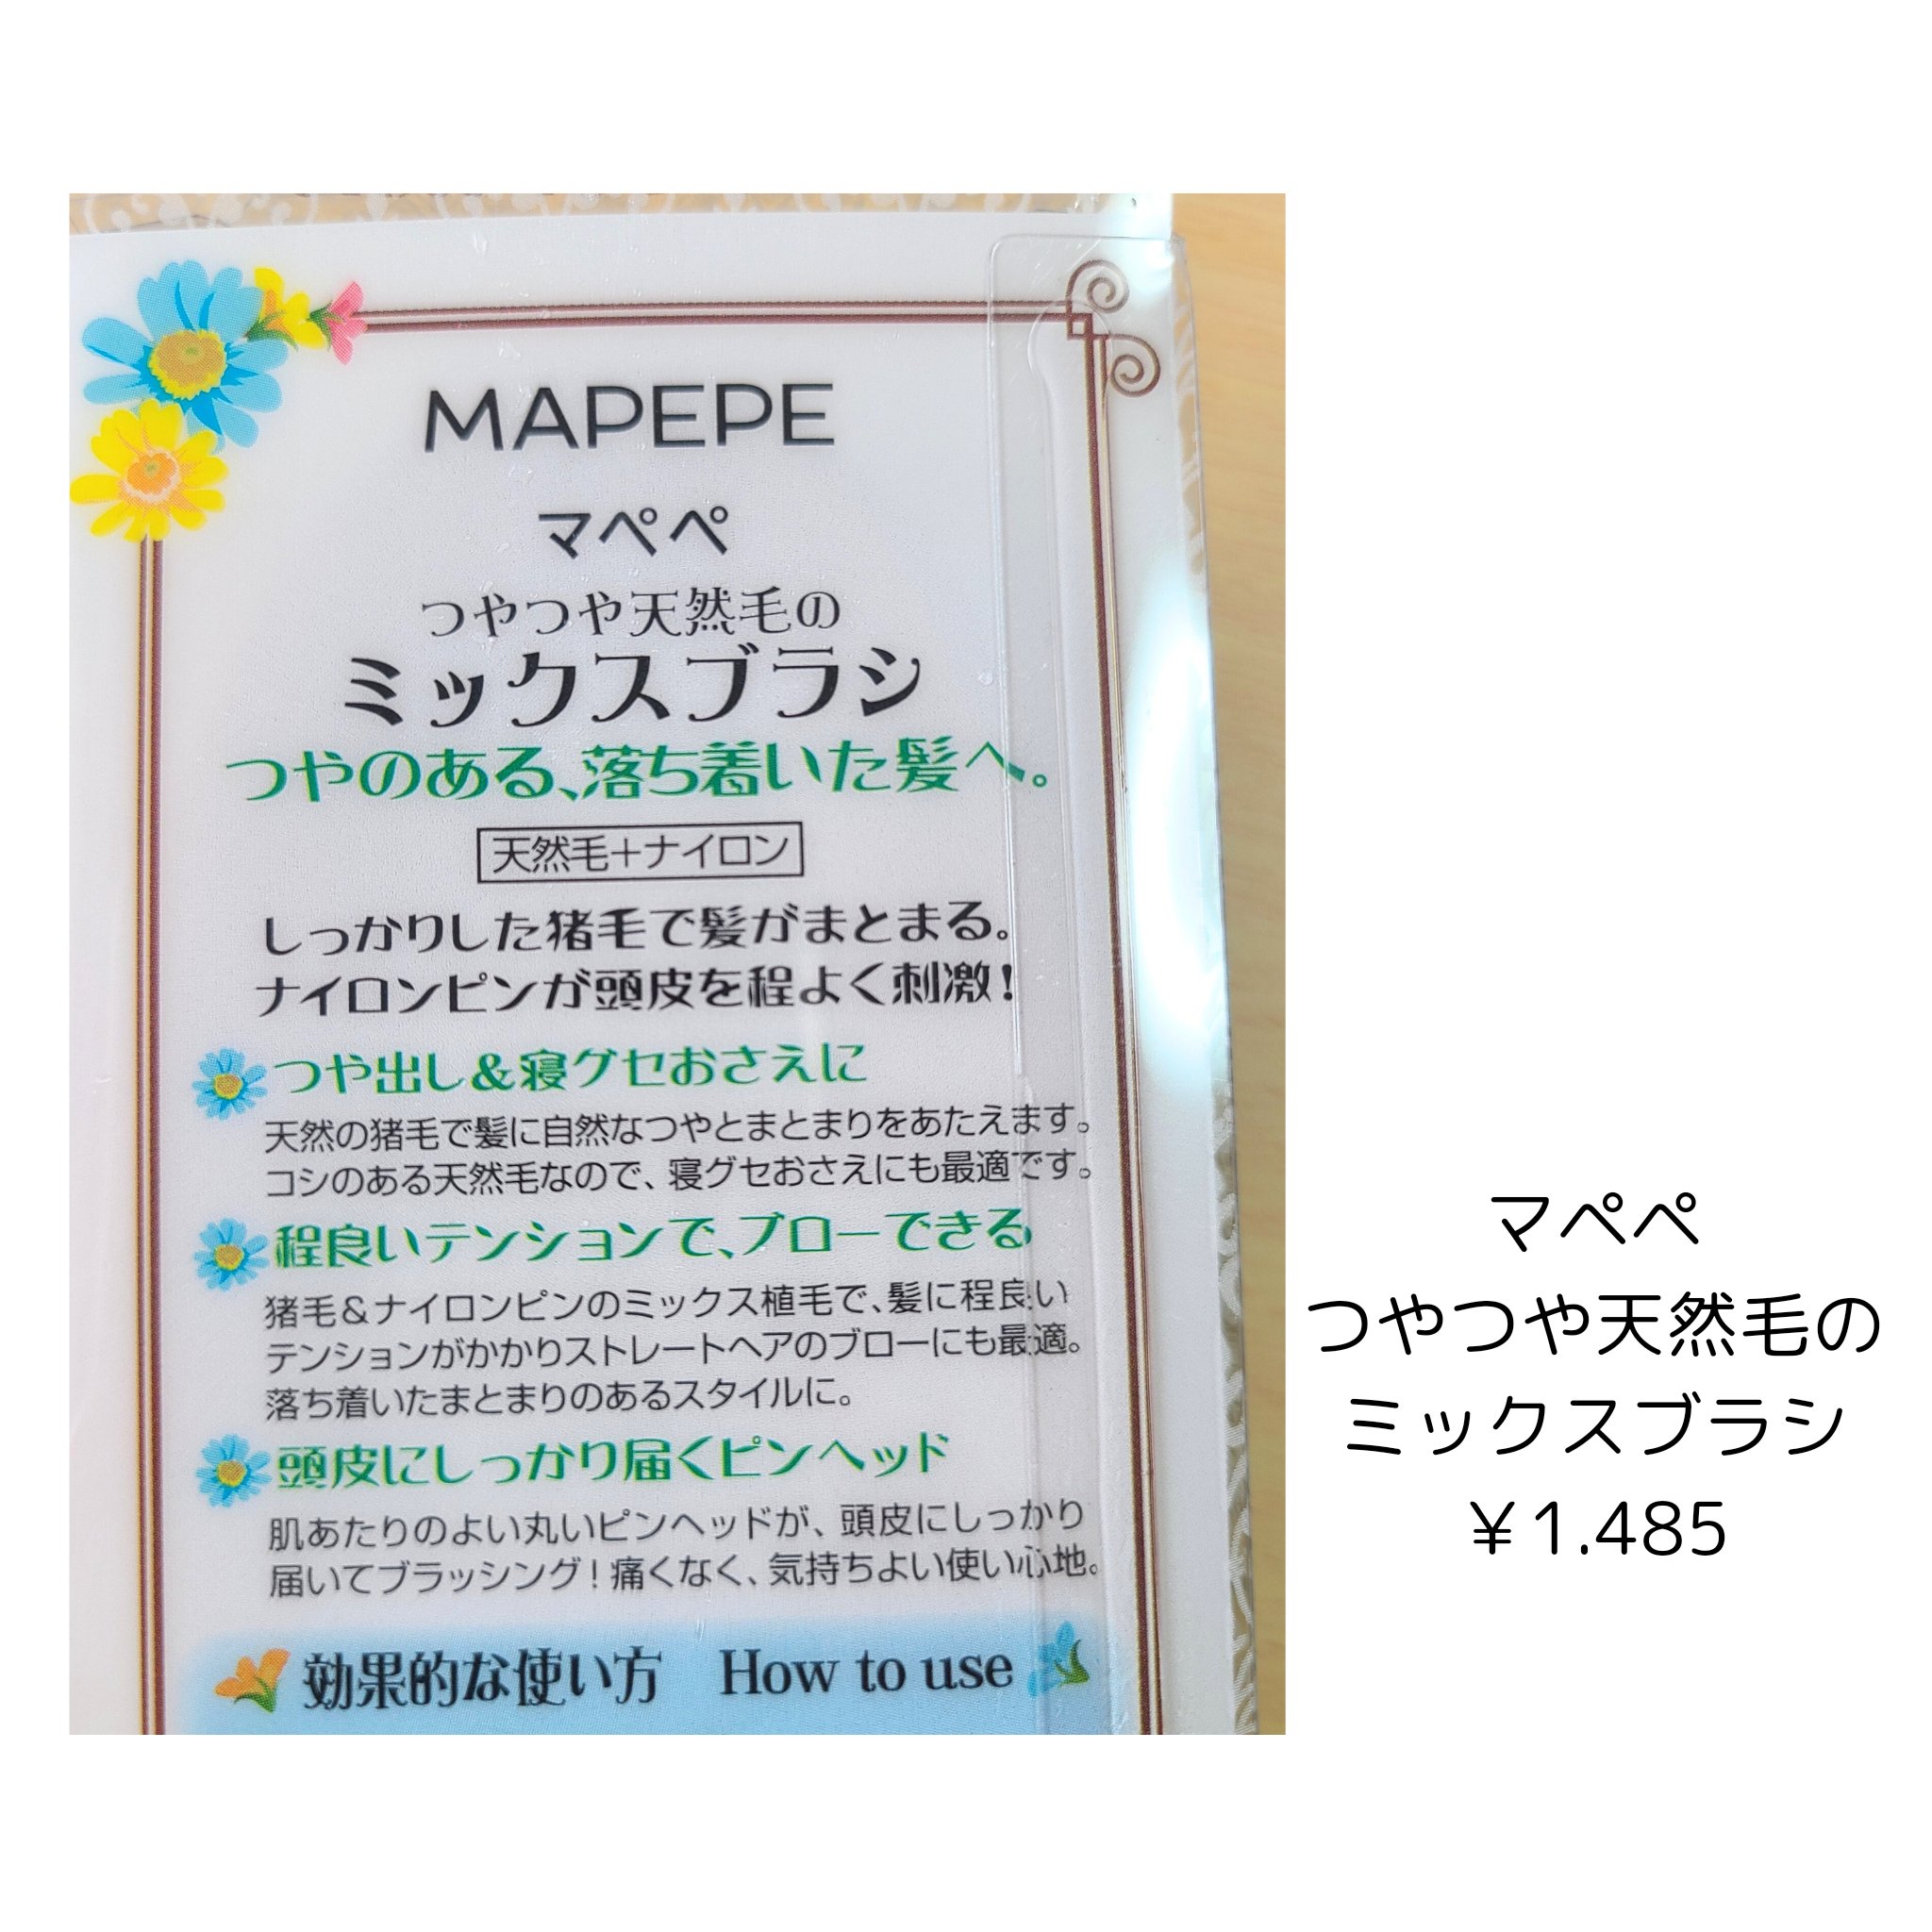 MAPEPE
マペペ
つやつや天然毛の
ミックスブラシ
つやのある、落ち着いた髪へ。
天然毛＋ナイロン
しっかりした猪毛で髪がまとまる。
ナイロンピンが頭皮を程よく刺激!
つや出し＆寝グセおさえに
天然の猪毛で髪に自然なつやとまとまりをあたえます。
コシのある天然毛なので、寝グセおさえにも最適です。
程良いテンションで、ブローできる
猪毛＆ナイロンピンのミックス植毛で、髪に程良い
テンションがかかりストレートヘアのブローにも最適。
落ち着いたまとまりのあるスタイルに。
頭皮にしっかり届くピンヘッド
肌あたりのよい丸いピンヘッドが、頭皮にしっかり
届いてブラッシング!痛くなく、気持ちよい使い心地。
効果的な使い方 How to use
マペペ
つやつや天然毛の
ミックスブラシ
￥1.485